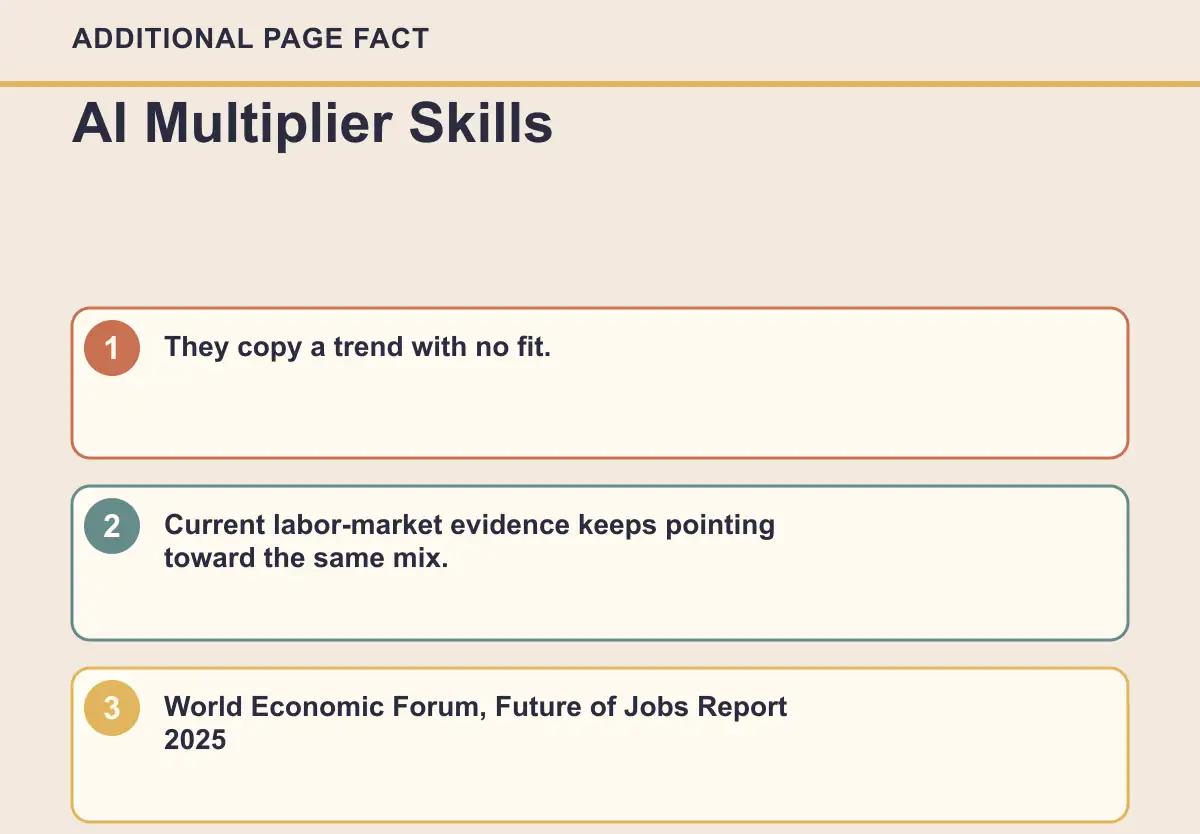 ADDITIONAL PAGE FACT
AI Multiplier Skills
1
They copy a trend with no fit.
2
Current labor-market evidence keeps pointing
toward the same mix.
3
World Economic Forum, Future of Jobs Report
2025